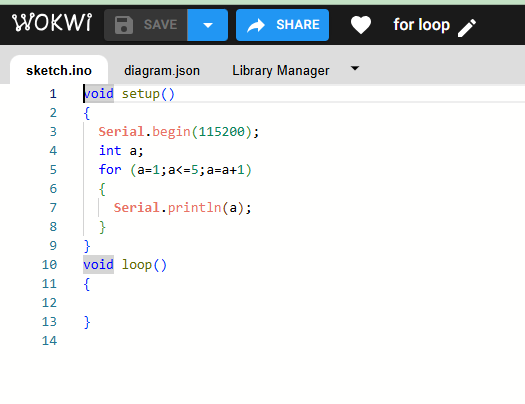 WOKWI SAVE SHARE for loop
sketch.ino diagram.json Library Manager
1 void setup()
2 {
3 Serial.begin(115200);
4 int a;
5 for (a=1;a<=5;a=a+1)
6 {
7 Serial.println(a);
8 }
9 }
10 void loop()
11 {
12
13 }
14